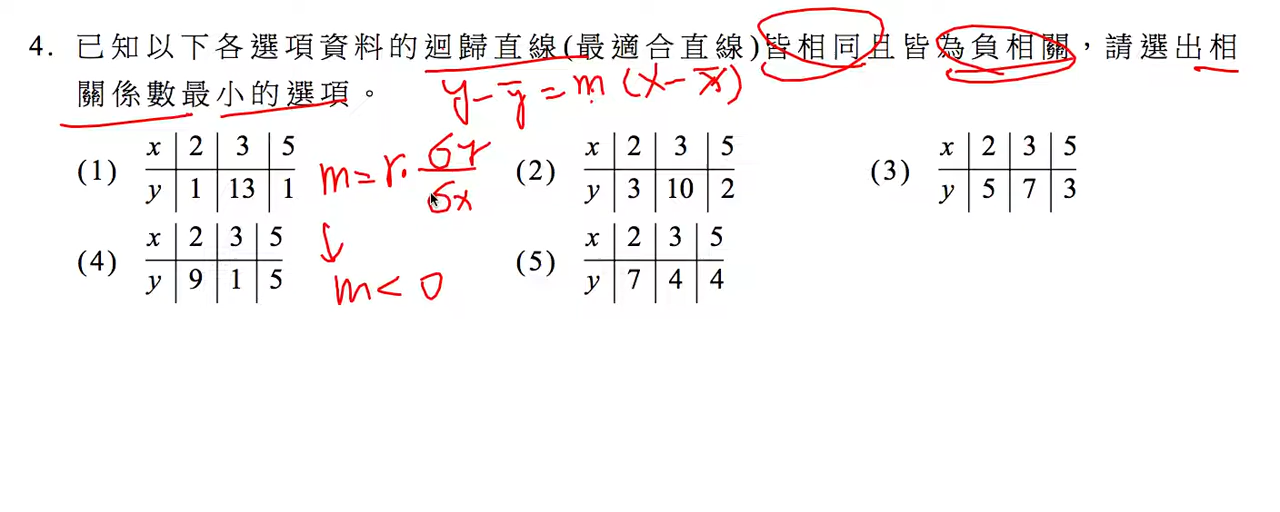 4. 已知以下各選項資料的迴歸直線(最適合直線)皆相同且皆為負相關，請選出相
關係數最小的選項。
y-ȳ=m(x-x̄)
(1) x 2 3 5
y 1 13 1
m=r·σy/σx
(2) x 2 3 5
y 3 10 2
(3) x 2 3 5
y 5 7 3
(4) x 2 3 5
y 9 1 5
↓
m<0
(5) x 2 3 5
y 7 4 4